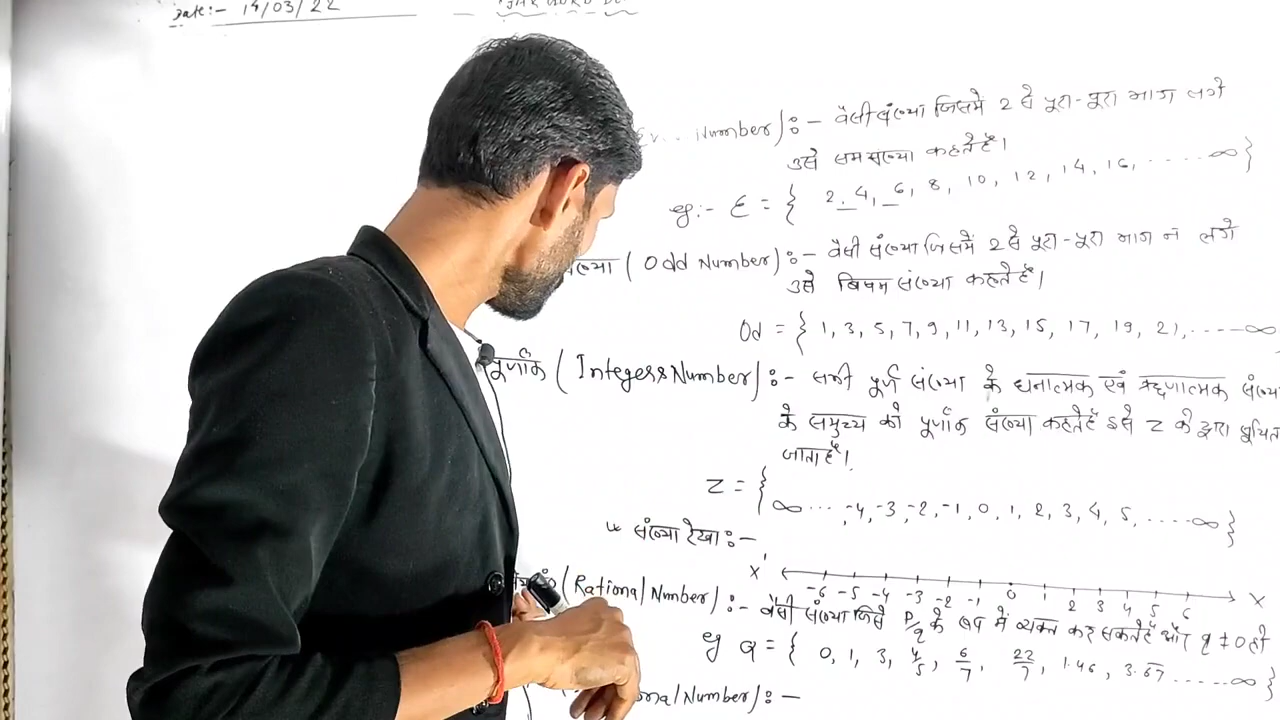 Date:- 14/03/22
Number):- वैसी संख्या जिसमें 2 से पूरा-पूरा भाग लगे
उसे सम संख्या कहते हैं।
eg:- E = { 2, 4, 6, 8, 10, 12, 14, 16, ..... ∞ }
संख्या ( Odd Number):- वैसी संख्या जिसमें 2 से पूरा-पूरा भाग न लगे
उसे बिषम संख्या कहते हैं।
Od = { 1, 3, 5, 7, 9, 11, 13, 15, 17, 19, 21, ..... ∞
पूर्णांक ( Integers Number):- सभी पूर्ण संख्या के धनात्मक एवं ऋणात्मक संख्या
के समुच्य को पूर्णांक संख्या कहते हैं इसे Z के द्वारा सूचित
जाता है।
Z = { ∞ ... -4, -3, -2, -1, 0, 1, 2, 3, 4, 5, ..... ∞ }
संख्या रेखा:-
X' -6 -5 -4 -3 -2 -1 0 1 2 3 4 5 6 X
(Rational Number):- वैसी संख्या जिसे P/q के रूप में व्यक्त कर सकते हैं और q ≠ 0 हो
eg Q = { 0, 1, 3, 4/5, 6/7, 22/7, 1.46, 3.67 ..... ∞ }
onal Number):-